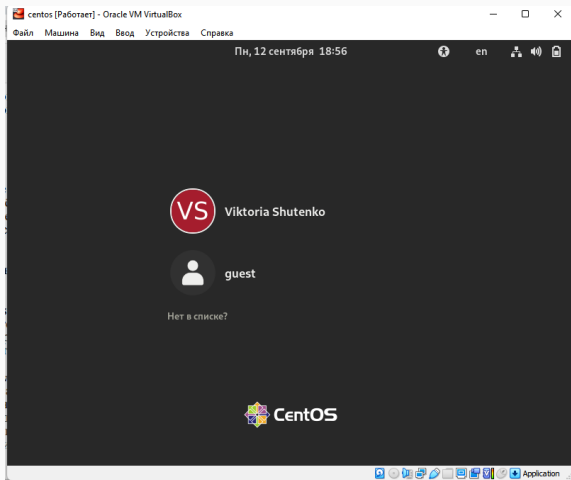 centos [Работает] - Oracle VM VirtualBox
Файл Машина Вид Ввод Устройства Справка
Пн, 12 сентября 18:56
en
VS
Viktoria Shutenko
guest
Нет в списке?
CentOS
Application